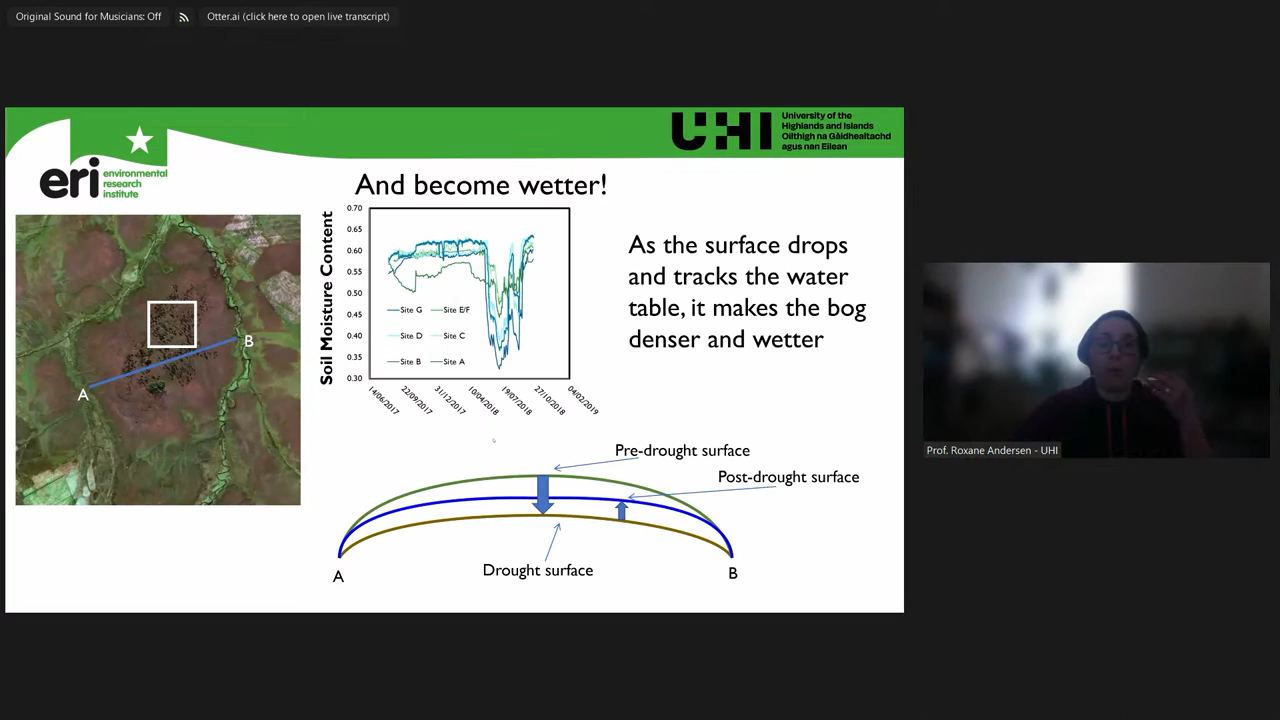 Original Sound for Musicians: Off
Otter.ai (click here to open live transcript)
eri environmental
research
institute
UHI University of the
Highlands and Islands
Oilthigh na Gàidhealtachd
agus nan Eilean
And become wetter!
Soil Moisture Content
0.70
0.65
0.60
0.55
0.50
0.45
0.40
0.35
0.30
Site G Site E/F
Site D Site C
Site B Site A
14/06/2017
22/09/2017
31/12/2017
10/04/2018
19/07/2018
27/10/2018
04/02/2019
As the surface drops
and tracks the water
table, it makes the bog
denser and wetter
A
B
Pre-drought surface
Post-drought surface
Drought surface
A
B
Prof. Roxane Andersen - UHI